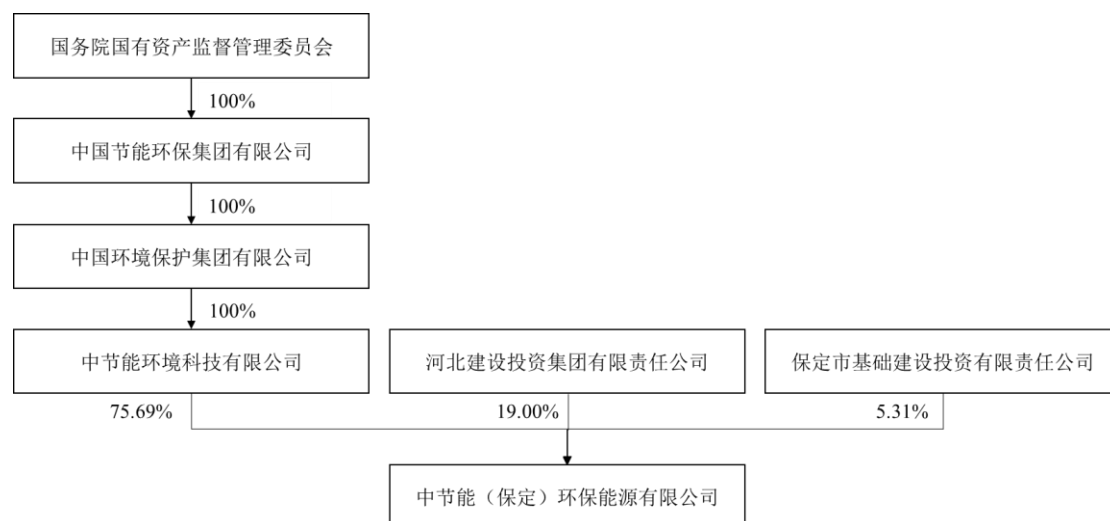 国务院国有资产监督管理委员会
100%
中国节能环保集团有限公司
100%
中国环境保护集团有限公司
100%
中节能环境科技有限公司
河北建设投资集团有限责任公司
保定市基础建设投资有限责任公司
75.69%
19.00%
5.31%
中节能（保定）环保能源有限公司